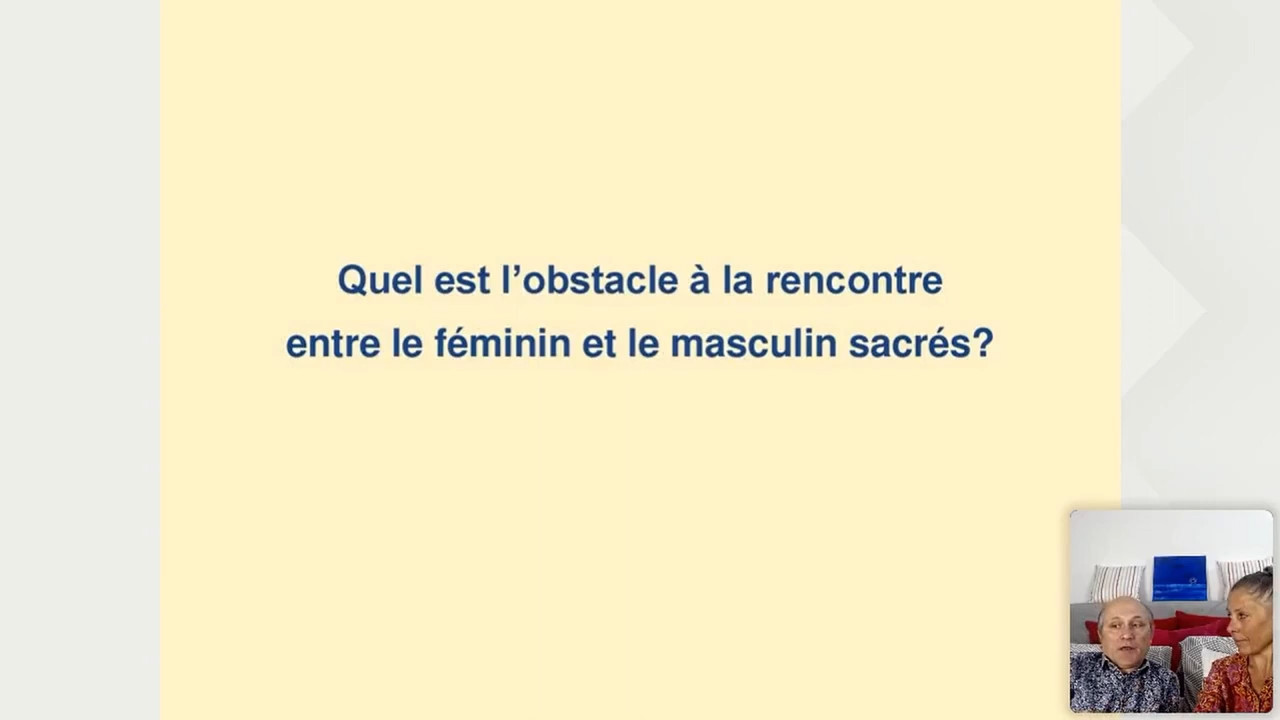 Quel est l’obstacle à la rencontre
entre le féminin et le masculin sacrés?